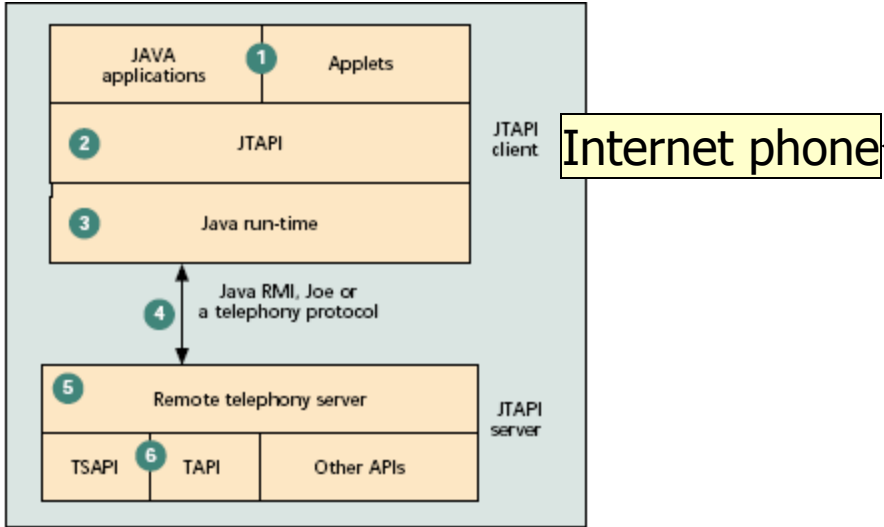 JAVA
applications
1
Applets
2
JTAPI
JTAPI
client
Internet phone
3
Java run-time
4
Java RMI, Joe or
a telephony protocol
5
Remote telephony server
JTAPI
server
TSAPI
6
TAPI
Other APIs